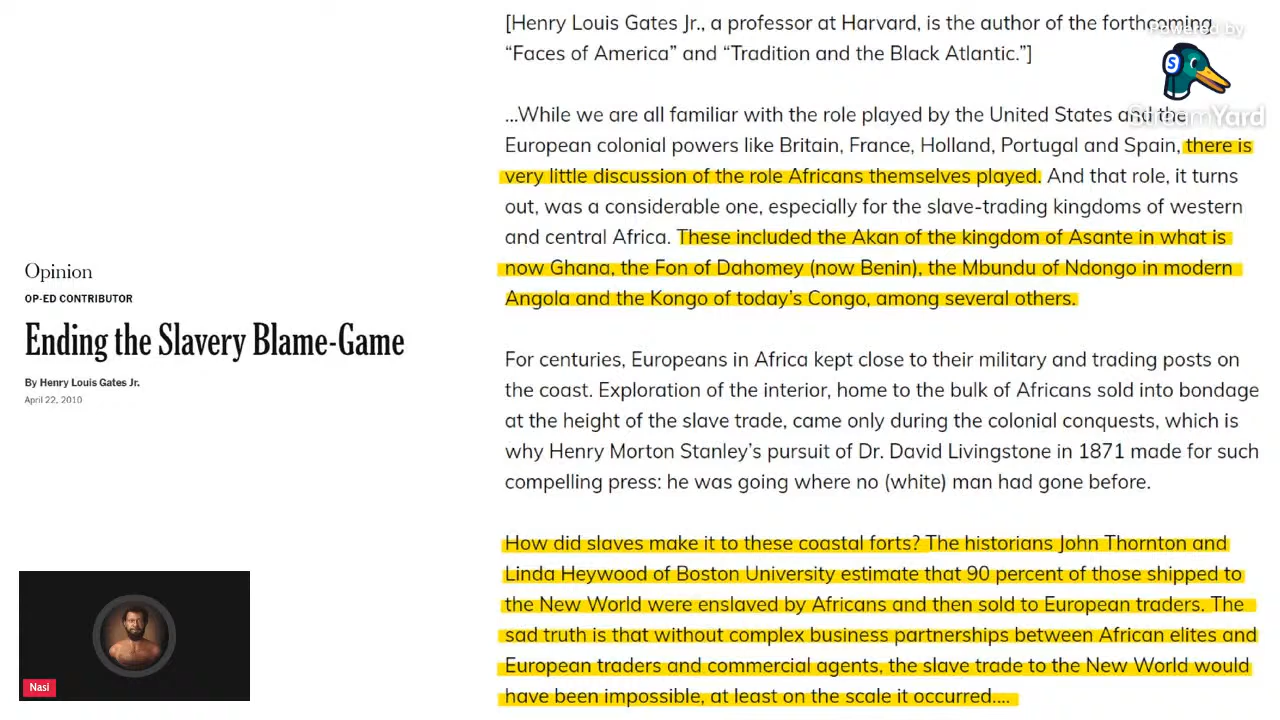 Opinion
OP-ED CONTRIBUTOR
Ending the Slavery Blame-Game
By Henry Louis Gates Jr.
April 22, 2010
[Henry Louis Gates Jr., a professor at Harvard, is the author of the forthcoming
“Faces of America” and “Tradition and the Black Atlantic.”]
...While we are all familiar with the role played by the United States and the
European colonial powers like Britain, France, Holland, Portugal and Spain, there is
very little discussion of the role Africans themselves played. And that role, it turns
out, was a considerable one, especially for the slave-trading kingdoms of western
and central Africa. These included the Akan of the kingdom of Asante in what is
now Ghana, the Fon of Dahomey (now Benin), the Mbundu of Ndongo in modern
Angola and the Kongo of today’s Congo, among several others.
For centuries, Europeans in Africa kept close to their military and trading posts on
the coast. Exploration of the interior, home to the bulk of Africans sold into bondage
at the height of the slave trade, came only during the colonial conquests, which is
why Henry Morton Stanley’s pursuit of Dr. David Livingstone in 1871 made for such
compelling press: he was going where no (white) man had gone before.
How did slaves make it to these coastal forts? The historians John Thornton and
Linda Heywood of Boston University estimate that 90 percent of those shipped to
the New World were enslaved by Africans and then sold to European traders. The
sad truth is that without complex business partnerships between African elites and
European traders and commercial agents, the slave trade to the New World would
have been impossible, at least on the scale it occurred....
Powered by
S
StreamYard
Nasi